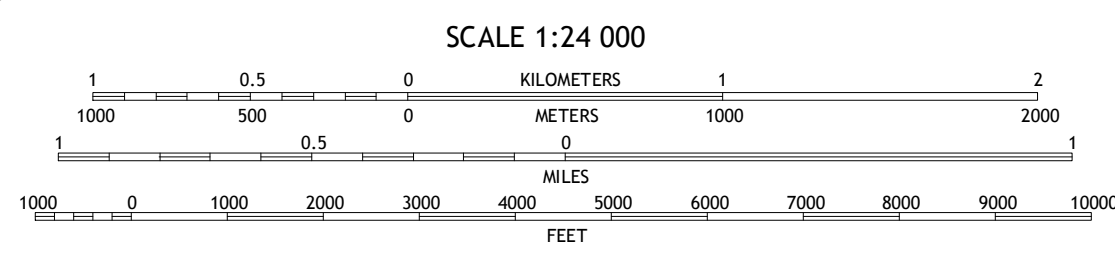 SCALE 1:24 000
1 0.5 0 KILOMETERS 1 2
1000 500 0 METERS 1000 2000
1 0.5 0 1
MILES
1000 0 1000 2000 3000 4000 5000 6000 7000 8000 9000 10000
FEET